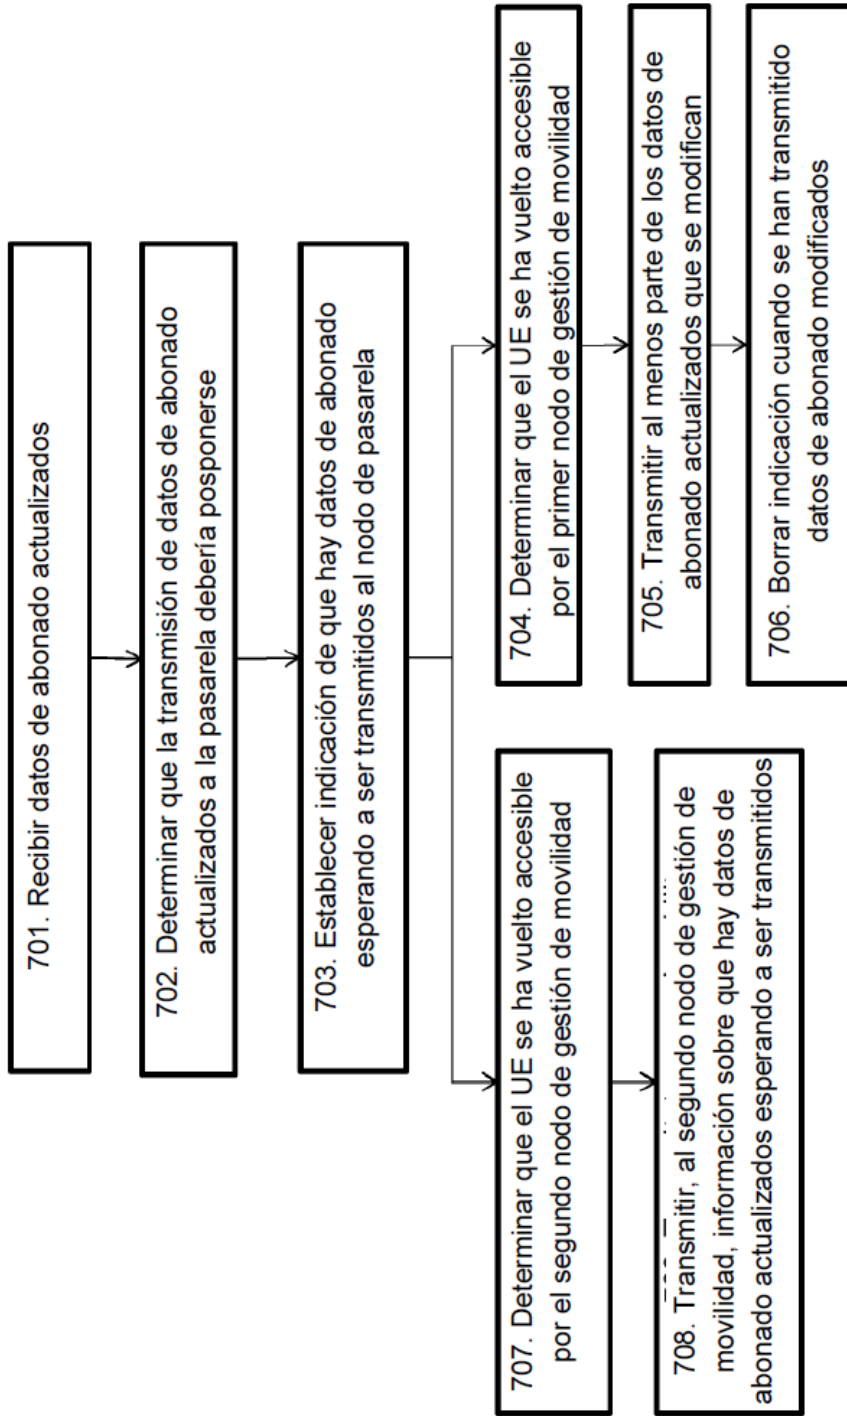 701. Recibir datos de abonado actualizados
702. Determinar que la transmisión de datos de abonado
actualizados a la pasarela debería posponerse
703. Establecer indicación de que hay datos de abonado
esperando a ser transmitidos al nodo de pasarela
704. Determinar que el UE se ha vuelto accesible
por el primer nodo de gestión de movilidad
705. Transmitir al menos parte de los datos de
abonado actualizados que se modifican
706. Borrar indicación cuando se han transmitido
datos de abonado modificados
707. Determinar que el UE se ha vuelto accesible
por el segundo nodo de gestión de movilidad
708. Transmitir, al segundo nodo de gestión de
movilidad, información sobre que hay datos de
abonado actualizados esperando a ser transmitidos